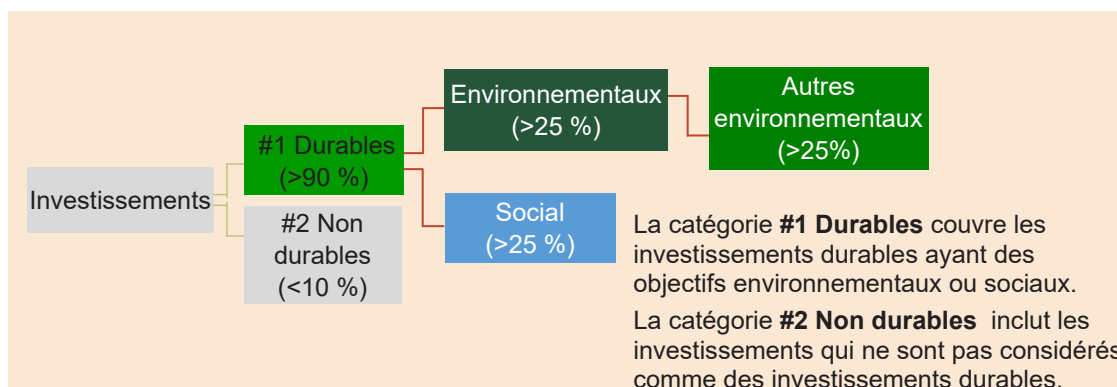 Investissements
#1 Durables
(>90 %)
#2 Non
durables
(<10 %)
Environnementaux
(>25 %)
Social
(>25 %)
Autres
environnementaux
(>25%)
La catégorie #1 Durables couvre les
investissements durables ayant des
objectifs environnementaux ou sociaux.
La catégorie #2 Non durables inclut les
investissements qui ne sont pas considérés
comme des investissements durables.